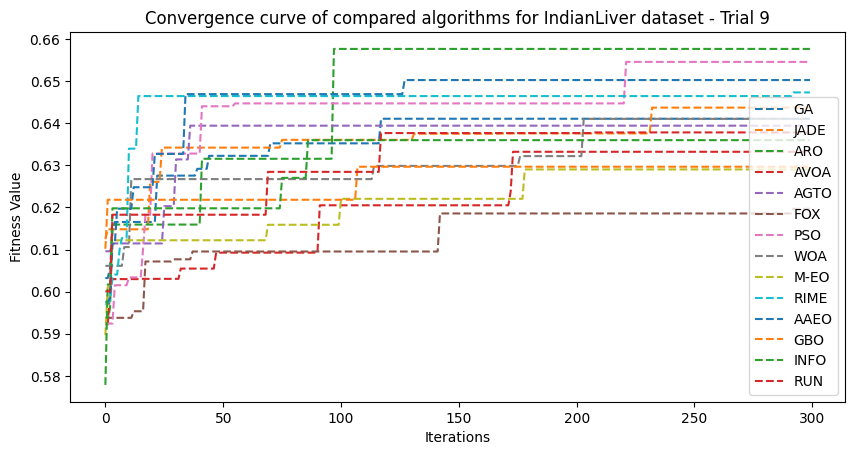 Convergence curve of compared algorithms for IndianLiver dataset - Trial 9
Fitness Value
0.66
0.65
0.64
0.63
0.62
0.61
0.60
0.59
0.58
GA
JADE
ARO
AVOA
AGTO
FOX
PSO
WOA
M-EO
RIME
AAEO
GBO
INFO
RUN
0
50
100
150
200
250
300
Iterations